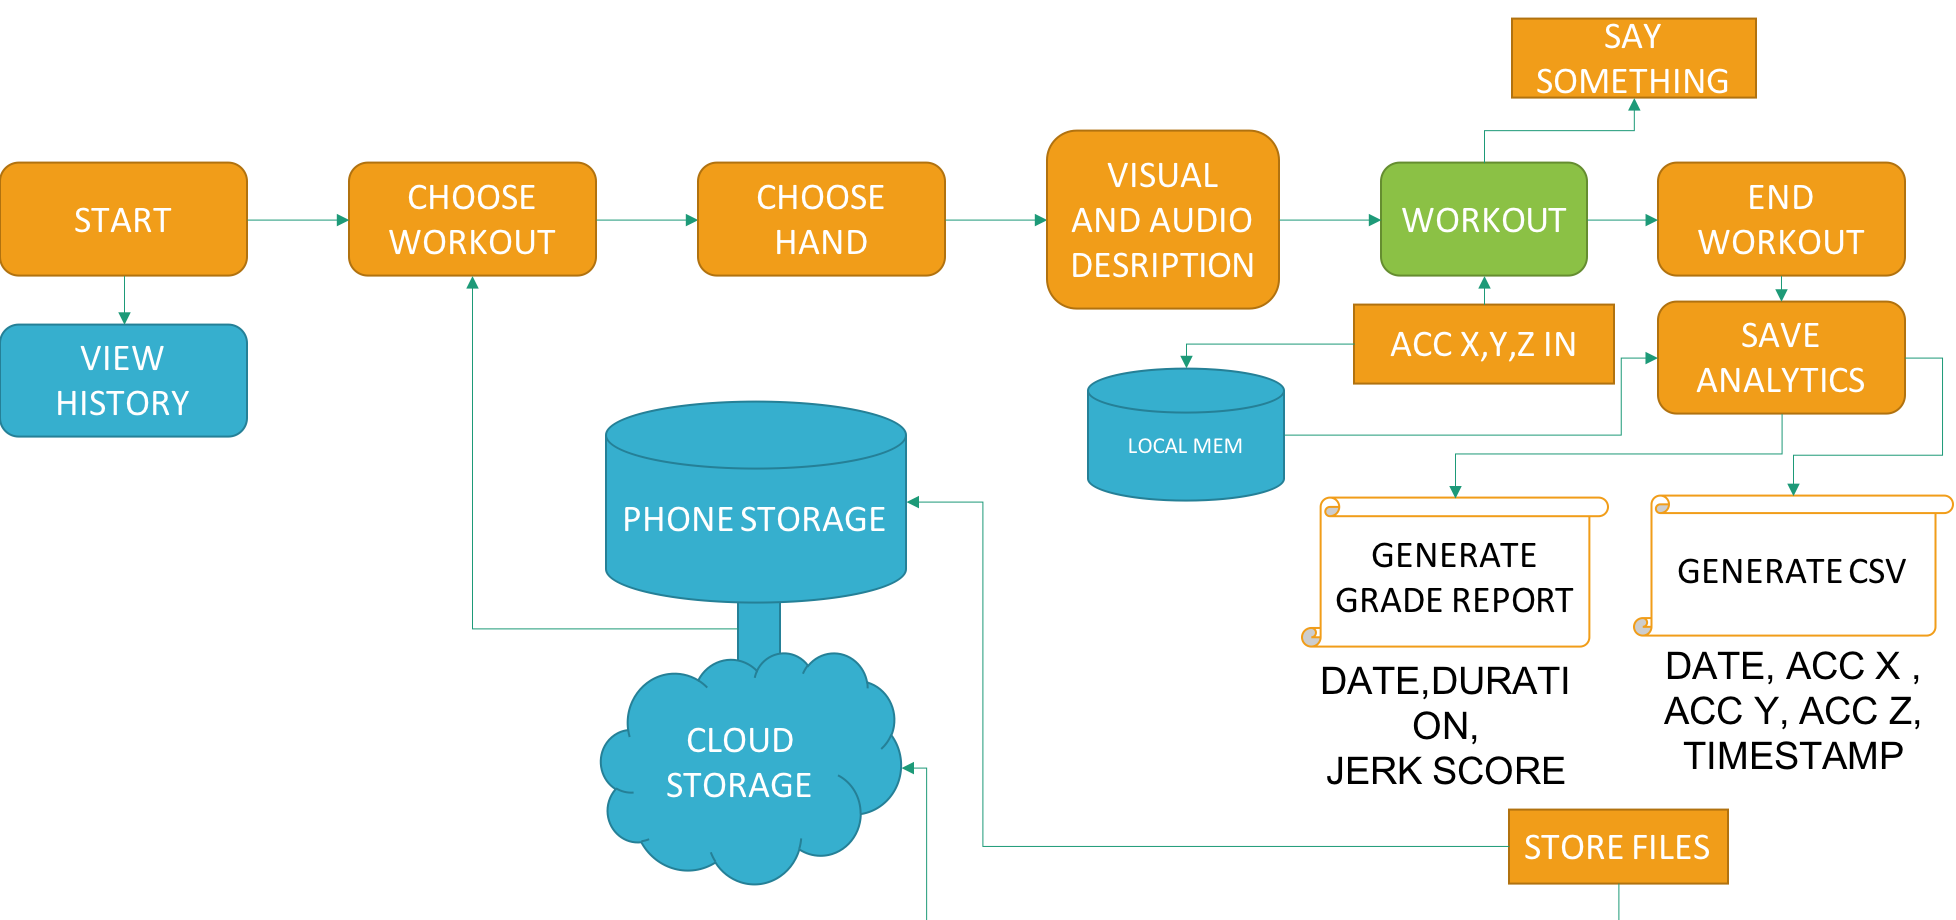 SAY
SOMETHING
START
CHOOSE
WORKOUT
CHOOSE
HAND
VISUAL
AND AUDIO
DESRIPTION
WORKOUT
END
WORKOUT
VIEW
HISTORY
ACC X,Y,Z IN
SAVE
ANALYTICS
LOCAL MEM
PHONE STORAGE
GENERATE
GRADE REPORT
GENERATE CSV
DATE,DURATI
ON,
JERK SCORE
DATE, ACC X ,
ACC Y, ACC Z,
TIMESTAMP
CLOUD
STORAGE
STORE FILES